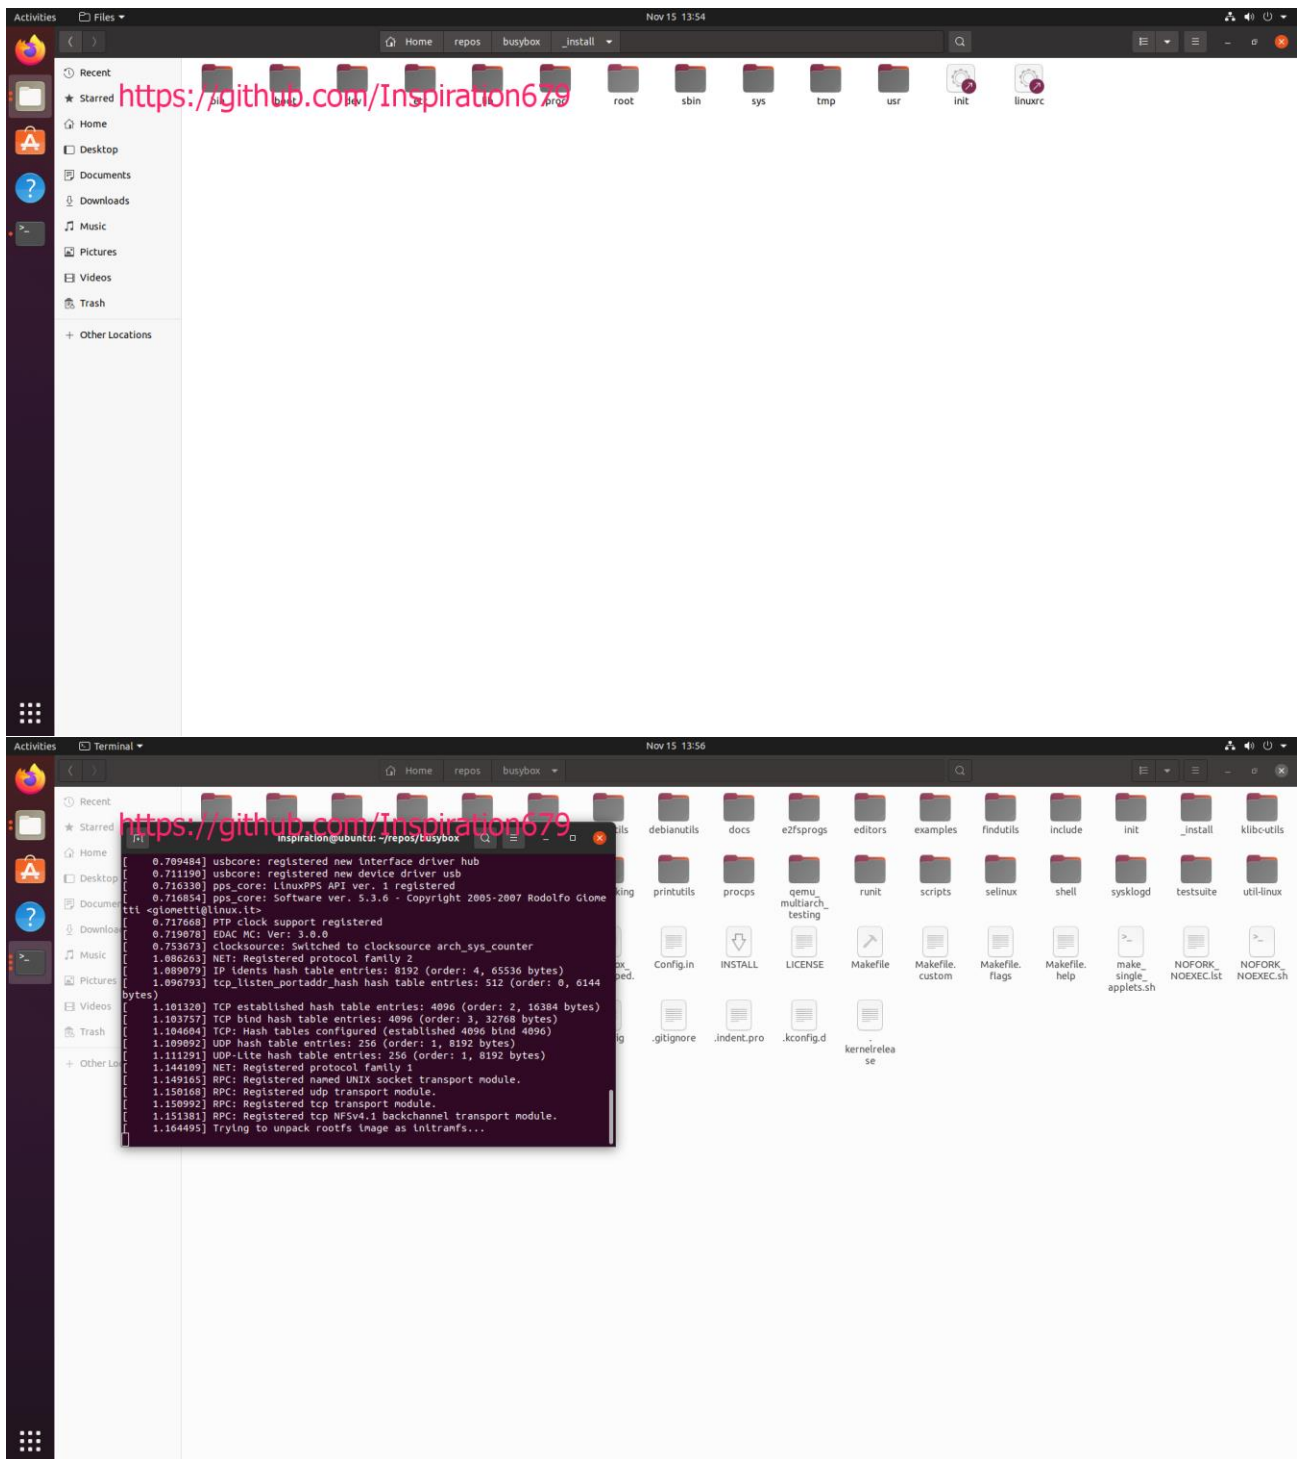 Activities Files Nov 15 13:54
Home repos busybox _install
Recent
Starred
Home
Desktop
Documents
Downloads
Music
Pictures
Videos
Trash
Other Locations
https://github.com/Inspiration679
bin boot dev etc lib proc root sbin sys tmp usr init linuxrc
Activities Terminal Nov 15 13:56
Home repos busybox
Recent
Starred
Home
Desktop
Music
Pictures
Videos
Trash
https://github.com/Inspiration679
debianutils docs e2fsprogs editors examples findutils include init _install klibc-utils
printutils procps qemu_ runit scripts selinux shell sysklogd testsuite util-linux
multiarch_
testing
Config.in INSTALL LICENSE Makefile Makefile. Makefile. Makefile. make_ NOFORK_ NOFORK_
custom flags help single_ NOEXEC.lst NOEXEC.sh
applets.sh
.gitignore .indent.pro .kconfig.d .
kernelrelea
se
inspiration@ubuntu: ~/repos/busybox
[ 0.709484] usbcore: registered new interface driver hub
[ 0.711190] usbcore: registered new device driver usb
[ 0.716330] pps_core: LinuxPPS API ver. 1 registered
[ 0.716854] pps_core: Software ver. 5.3.6 - Copyright 2005-2007 Rodolfo Giome
tti <giometti@linux.it>
[ 0.717668] PTP clock support registered
[ 0.719078] EDAC MC: Ver: 3.0.0
[ 0.753673] clocksource: Switched to clocksource arch_sys_counter
[ 1.086263] NET: Registered protocol family 2
[ 1.089079] IP idents hash table entries: 8192 (order: 4, 65536 bytes)
[ 1.096793] tcp_listen_portaddr_hash hash table entries: 512 (order: 0, 6144
bytes)
[ 1.101320] TCP established hash table entries: 4096 (order: 2, 16384 bytes)
[ 1.103757] TCP bind hash table entries: 4096 (order: 3, 32768 bytes)
[ 1.104604] TCP: Hash tables configured (established 4096 bind 4096)
[ 1.109092] UDP hash table entries: 256 (order: 1, 8192 bytes)
[ 1.111291] UDP-Lite hash table entries: 256 (order: 1, 8192 bytes)
[ 1.144109] NET: Registered protocol family 1
[ 1.149165] RPC: Registered named UNIX socket transport module.
[ 1.150168] RPC: Registered udp transport module.
[ 1.150992] RPC: Registered tcp transport module.
[ 1.151381] RPC: Registered tcp NFSv4.1 backchannel transport module.
[ 1.164495] Trying to unpack rootfs image as initramfs...